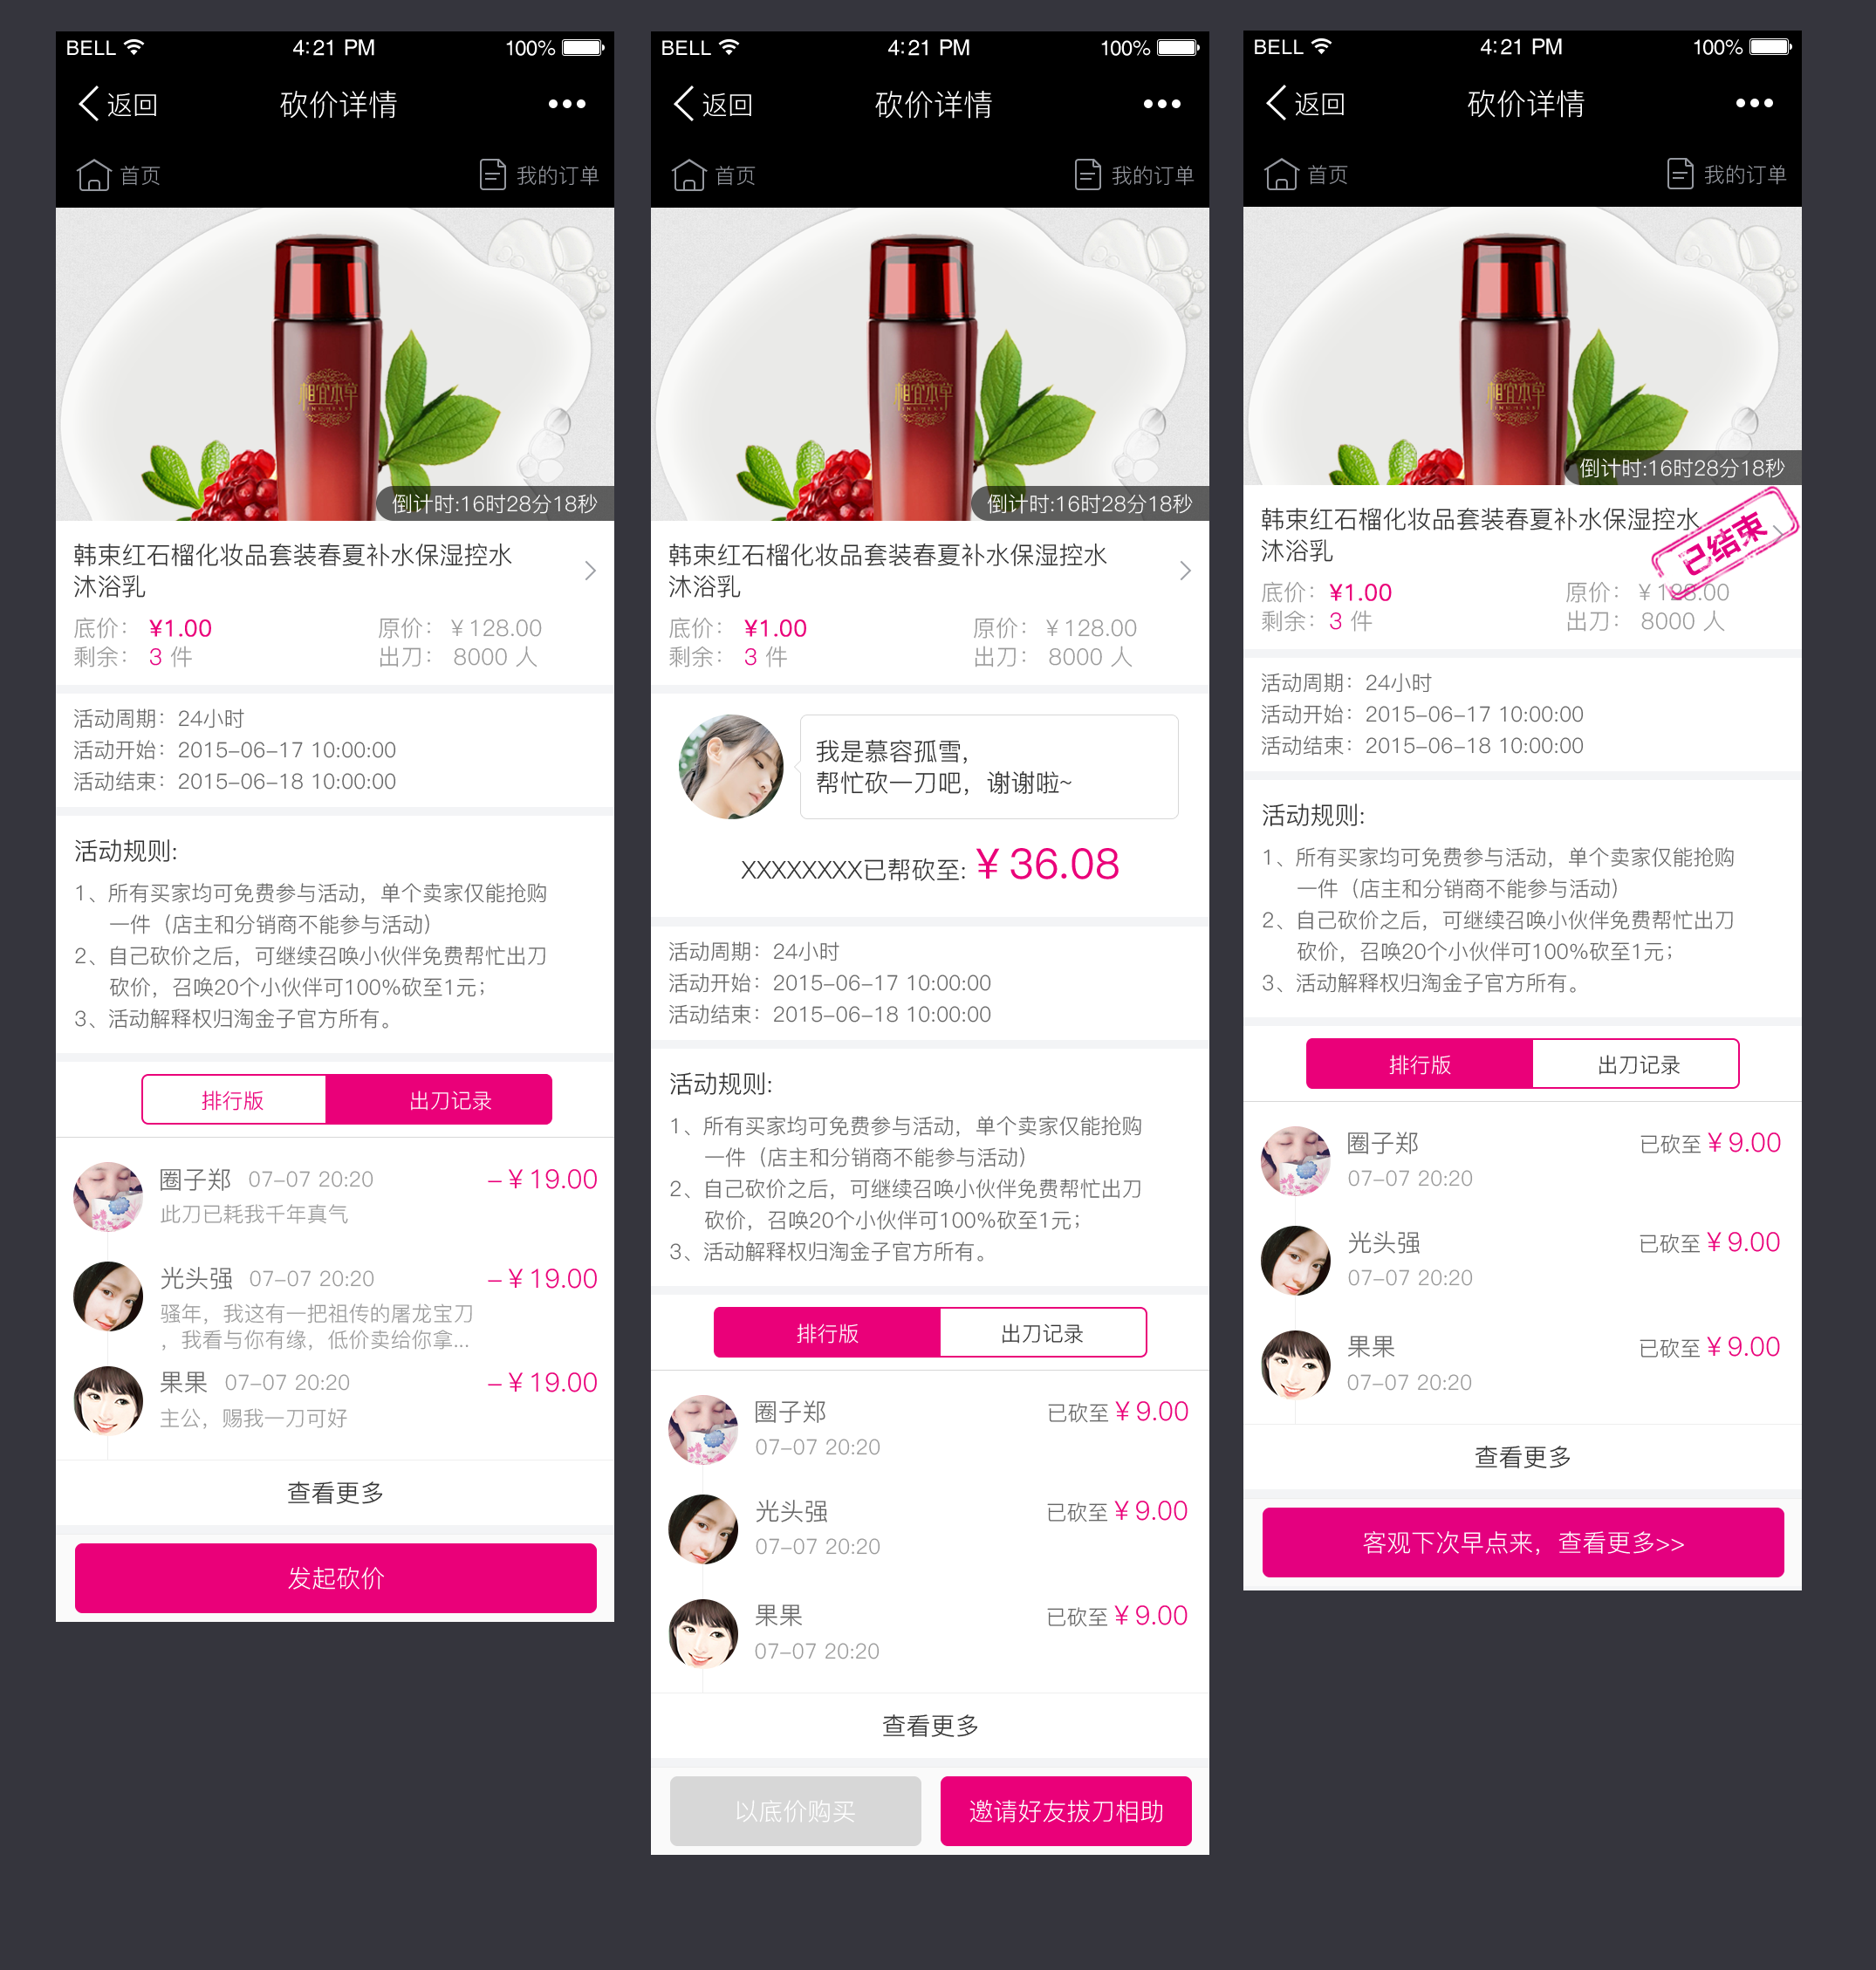 BELL 4:21 PM 100%
返回 砍价详情
首页 我的订单
相宜本草
倒计时:16时28分18秒
韩束红石榴化妆品套装春夏补水保湿控水
沐浴乳
底价： ¥1.00 原价： ￥128.00
剩余： 3 件 出刀： 8000 人
活动周期：24小时
活动开始：2015-06-17 10:00:00
活动结束：2015-06-18 10:00:00
活动规则:
1、所有买家均可免费参与活动，单个卖家仅能抢购
一件（店主和分销商不能参与活动）
2、自己砍价之后，可继续召唤小伙伴免费帮忙出刀
砍价，召唤20个小伙伴可100%砍至1元；
3、活动解释权归淘金子官方所有。
排行版 出刀记录
圈子郑 07-07 20:20 -￥19.00
此刀已耗我千年真气
光头强 07-07 20:20 -￥19.00
骚年，我这有一把祖传的屠龙宝刀
，我看与你有缘，低价卖给你拿...
果果 07-07 20:20 -￥19.00
主公，赐我一刀可好
查看更多
发起砍价
BELL 4:21 PM 100%
返回 砍价详情
首页 我的订单
相宜本草
倒计时:16时28分18秒
韩束红石榴化妆品套装春夏补水保湿控水
沐浴乳
底价： ¥1.00 原价： ￥128.00
剩余： 3 件 出刀： 8000 人
我是慕容孤雪,
帮忙砍一刀吧，谢谢啦~
XXXXXXXX已帮砍至: ￥36.08
活动周期：24小时
活动开始：2015-06-17 10:00:00
活动结束：2015-06-18 10:00:00
活动规则:
1、所有买家均可免费参与活动，单个卖家仅能抢购
一件（店主和分销商不能参与活动）
2、自己砍价之后，可继续召唤小伙伴免费帮忙出刀
砍价，召唤20个小伙伴可100%砍至1元；
3、活动解释权归淘金子官方所有。
排行版 出刀记录
圈子郑 已砍至￥9.00
07-07 20:20
光头强 已砍至￥9.00
07-07 20:20
果果 已砍至￥9.00
07-07 20:20
查看更多
以底价购买 邀请好友拔刀相助
BELL 4:21 PM 100%
返回 砍价详情
首页 我的订单
相宜本草
倒计时:16时28分18秒
韩束红石榴化妆品套装春夏补水保湿控水
沐浴乳
已结束
底价： ¥1.00 原价： ￥128.00
剩余： 3 件 出刀： 8000 人
活动周期：24小时
活动开始：2015-06-17 10:00:00
活动结束：2015-06-18 10:00:00
活动规则:
1、所有买家均可免费参与活动，单个卖家仅能抢购
一件（店主和分销商不能参与活动）
2、自己砍价之后，可继续召唤小伙伴免费帮忙出刀
砍价，召唤20个小伙伴可100%砍至1元；
3、活动解释权归淘金子官方所有。
排行版 出刀记录
圈子郑 已砍至￥9.00
07-07 20:20
光头强 已砍至￥9.00
07-07 20:20
果果 已砍至￥9.00
07-07 20:20
查看更多
客观下次早点来，查看更多>>